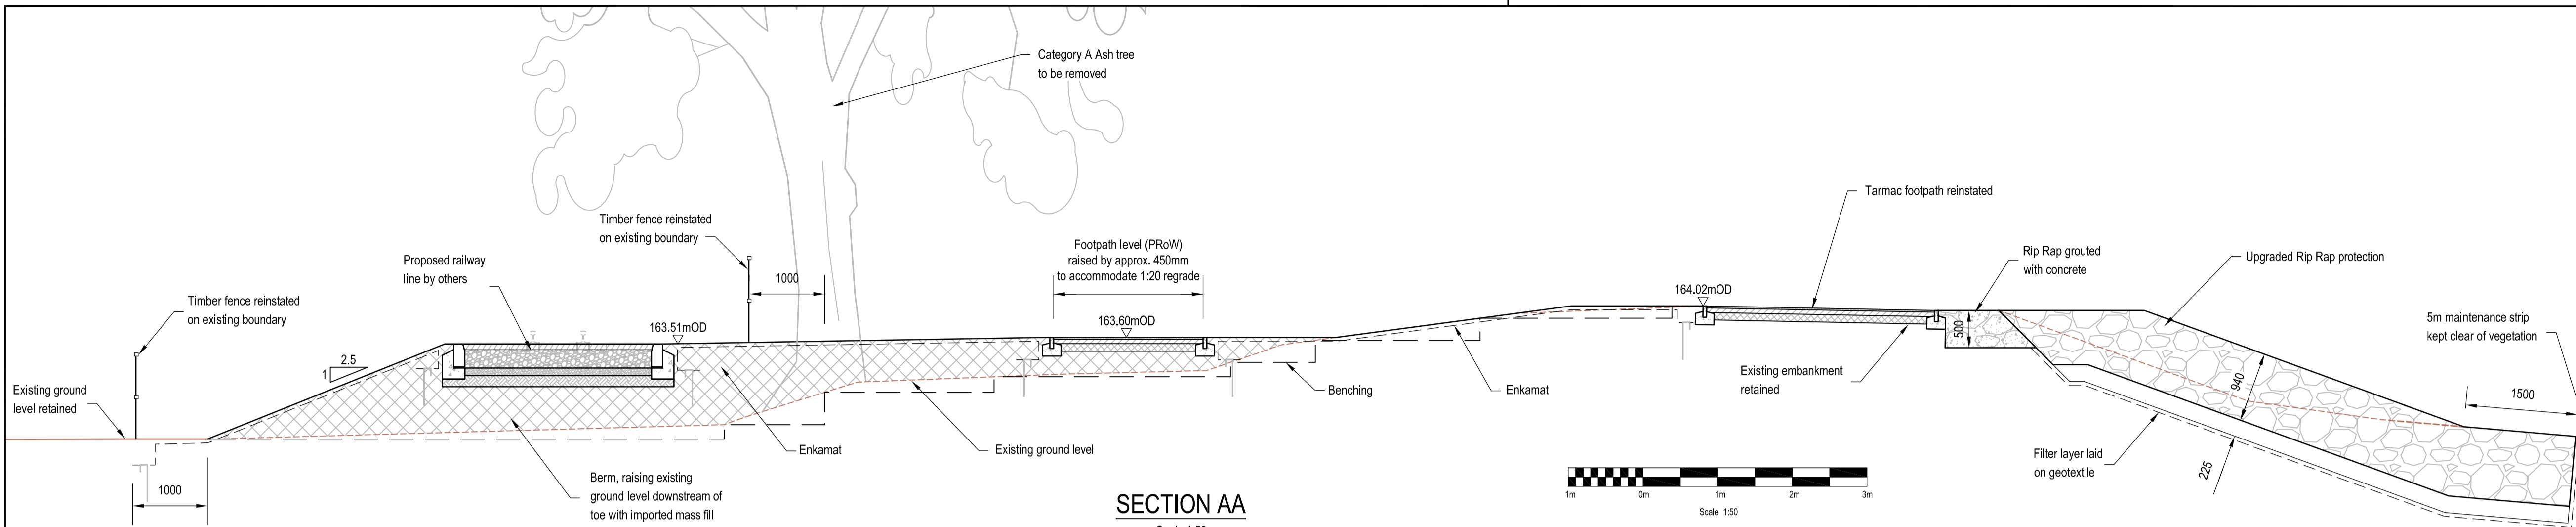 Category A Ash tree
to be removed
Timber fence reinstated
on existing boundary
Proposed railway
line by others
1000
Footpath level (PRoW)
raised by approx. 450mm
to accommodate 1:20 regrade
Tarmac footpath reinstated
Rip Rap grouted
with concrete
Upgraded Rip Rap protection
Timber fence reinstated
on existing boundary
163.51mOD
163.60mOD
164.02mOD
500
5m maintenance strip
kept clear of vegetation
2.5
1
Existing ground
level retained
Benching
Enkamat
Existing embankment
retained
940
1500
Enkamat
Existing ground level
Filter layer laid
on geotextile
225
1000
Berm, raising existing
ground level downstream of
toe with imported mass fill
SECTION AA
1m 0m 1m 2m 3m
Scale 1:50